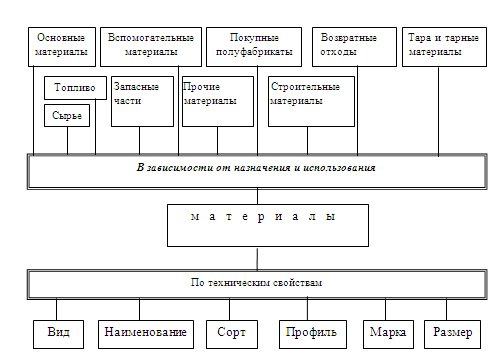 Основные
материалы
Вспомогательные
материалы
Покупные
полуфабрикаты
Возвратные
отходы
Тара и тарные
материалы
Топливо
Сырье
Запасные
части
Прочие
материалы
Строительные
материалы
В зависимости от назначения и использования
м а т е р и а л ы
По техническим свойствам
Вид
Наименование
Сорт
Профиль
Марка
Размер